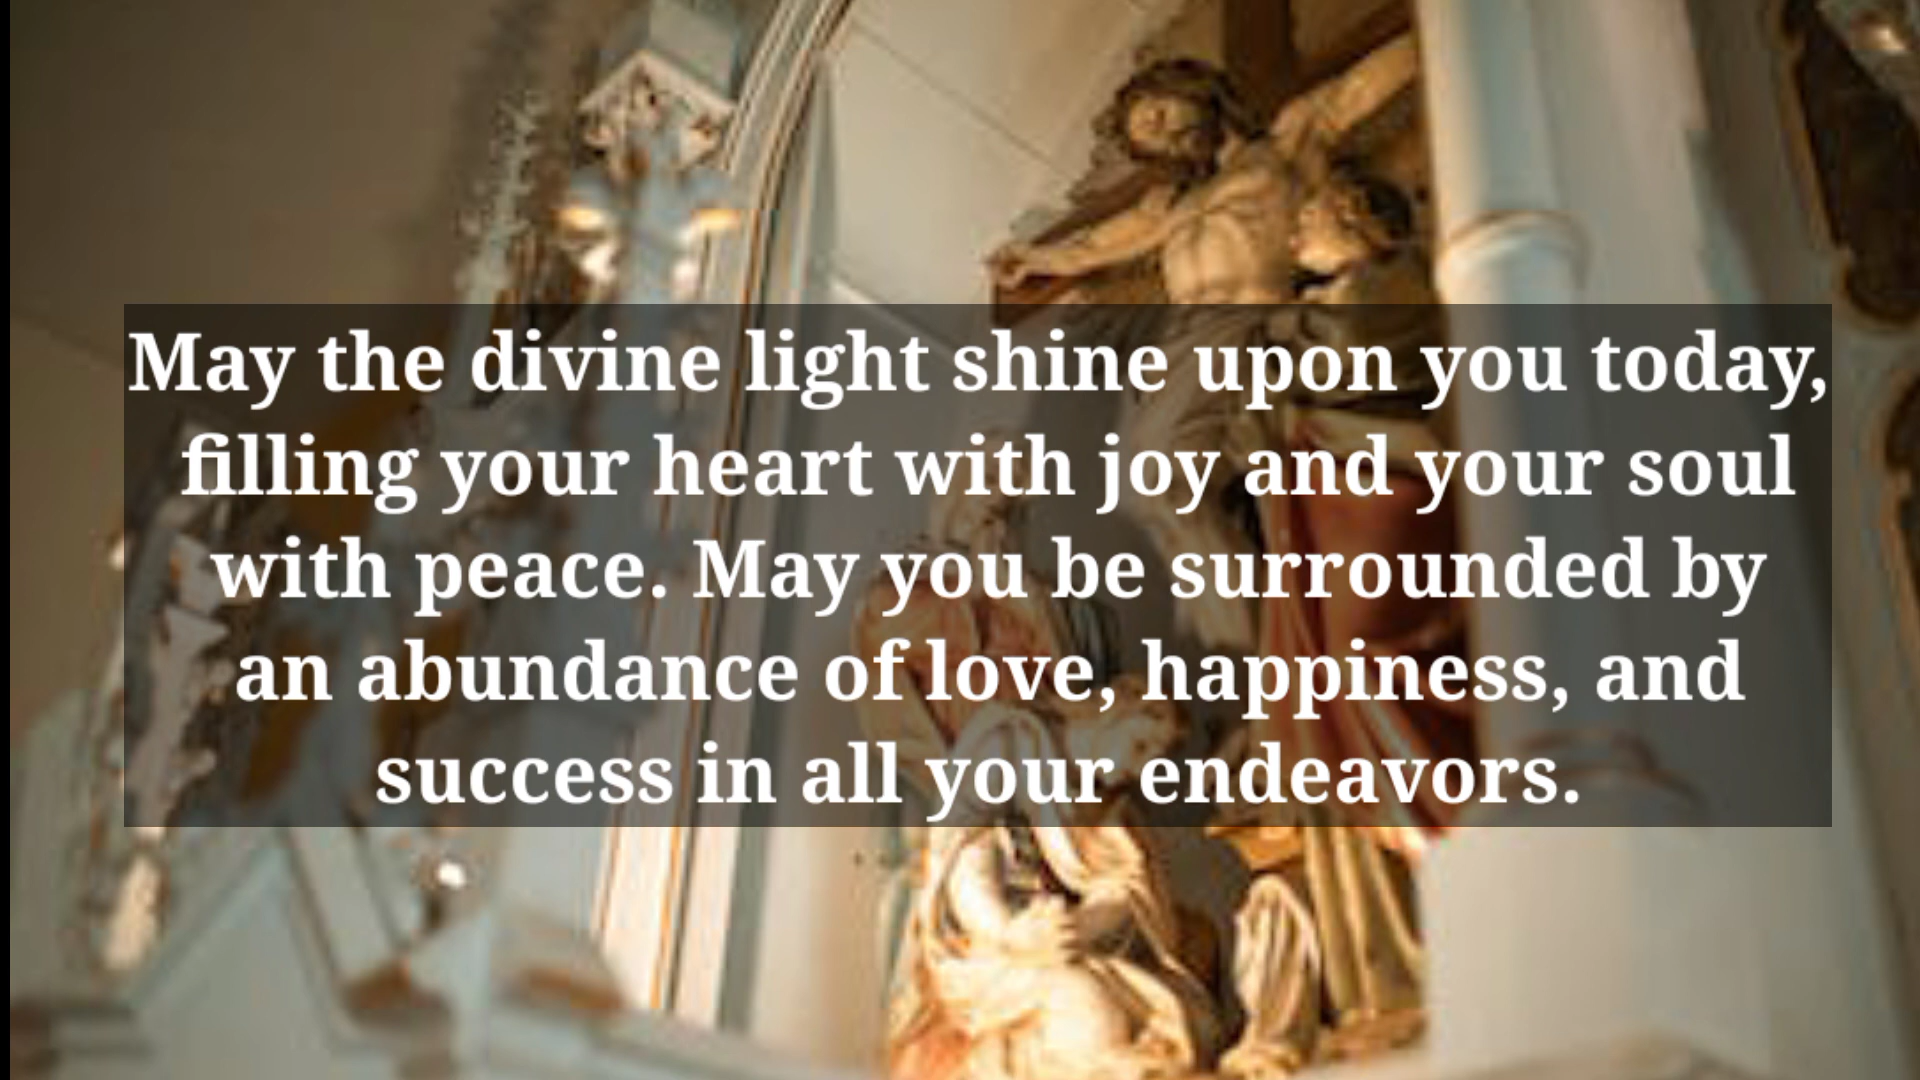 May the divine light shine upon you today,
filling your heart with joy and your soul
with peace. May you be surrounded by
an abundance of love, happiness, and
success in all your endeavors.